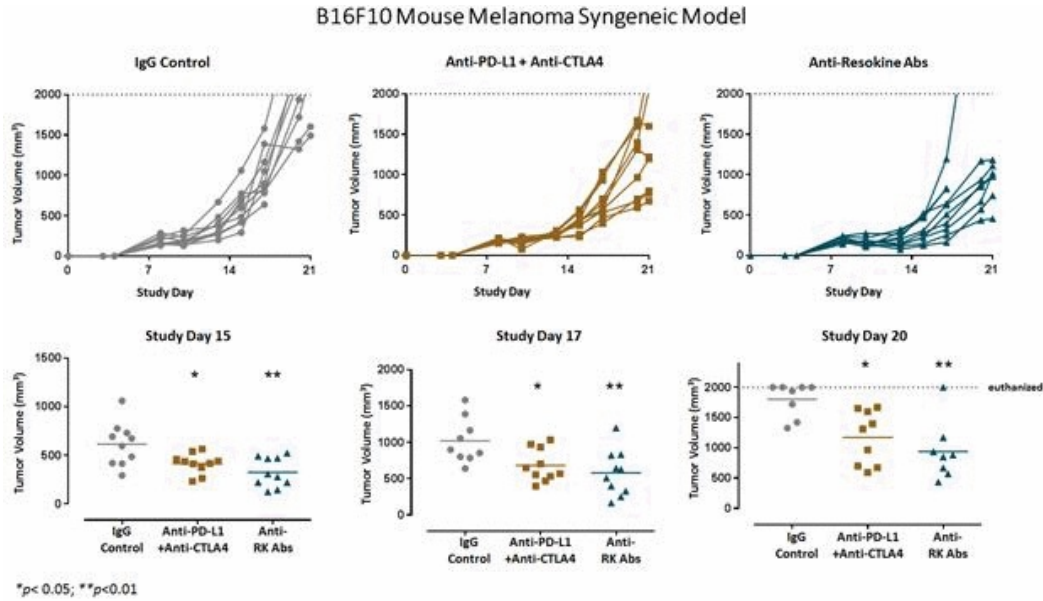 B16F10 Mouse Melanoma Syngeneic Model
IgG Control
Anti-PD-L1 + Anti-CTLA4
Anti-Resokine Abs
Tumor Volume (mm³)
2000
1500
1000
500
0
0 7 14 21
Study Day
Tumor Volume (mm³)
2000
1500
1000
500
0
0 7 14 21
Study Day
Tumor Volume (mm³)
2000
1500
1000
500
0
0 7 14 21
Study Day
Study Day 15
Tumor Volume (mm³)
1500
1000
500
0
*
**
IgG
Control
Anti-PD-L1
+Anti-CTLA4
Anti-
RK Abs
Study Day 17
Tumor Volume (mm³)
2000
1500
1000
500
0
*
**
IgG
Control
Anti-PD-L1
+Anti-CTLA4
Anti-
RK Abs
Study Day 20
Tumor Volume (mm³)
2000
1500
1000
500
0
*
**
euthanized
IgG
Control
Anti-PD-L1
+Anti-CTLA4
Anti-
RK Abs
*p< 0.05; **p<0.01